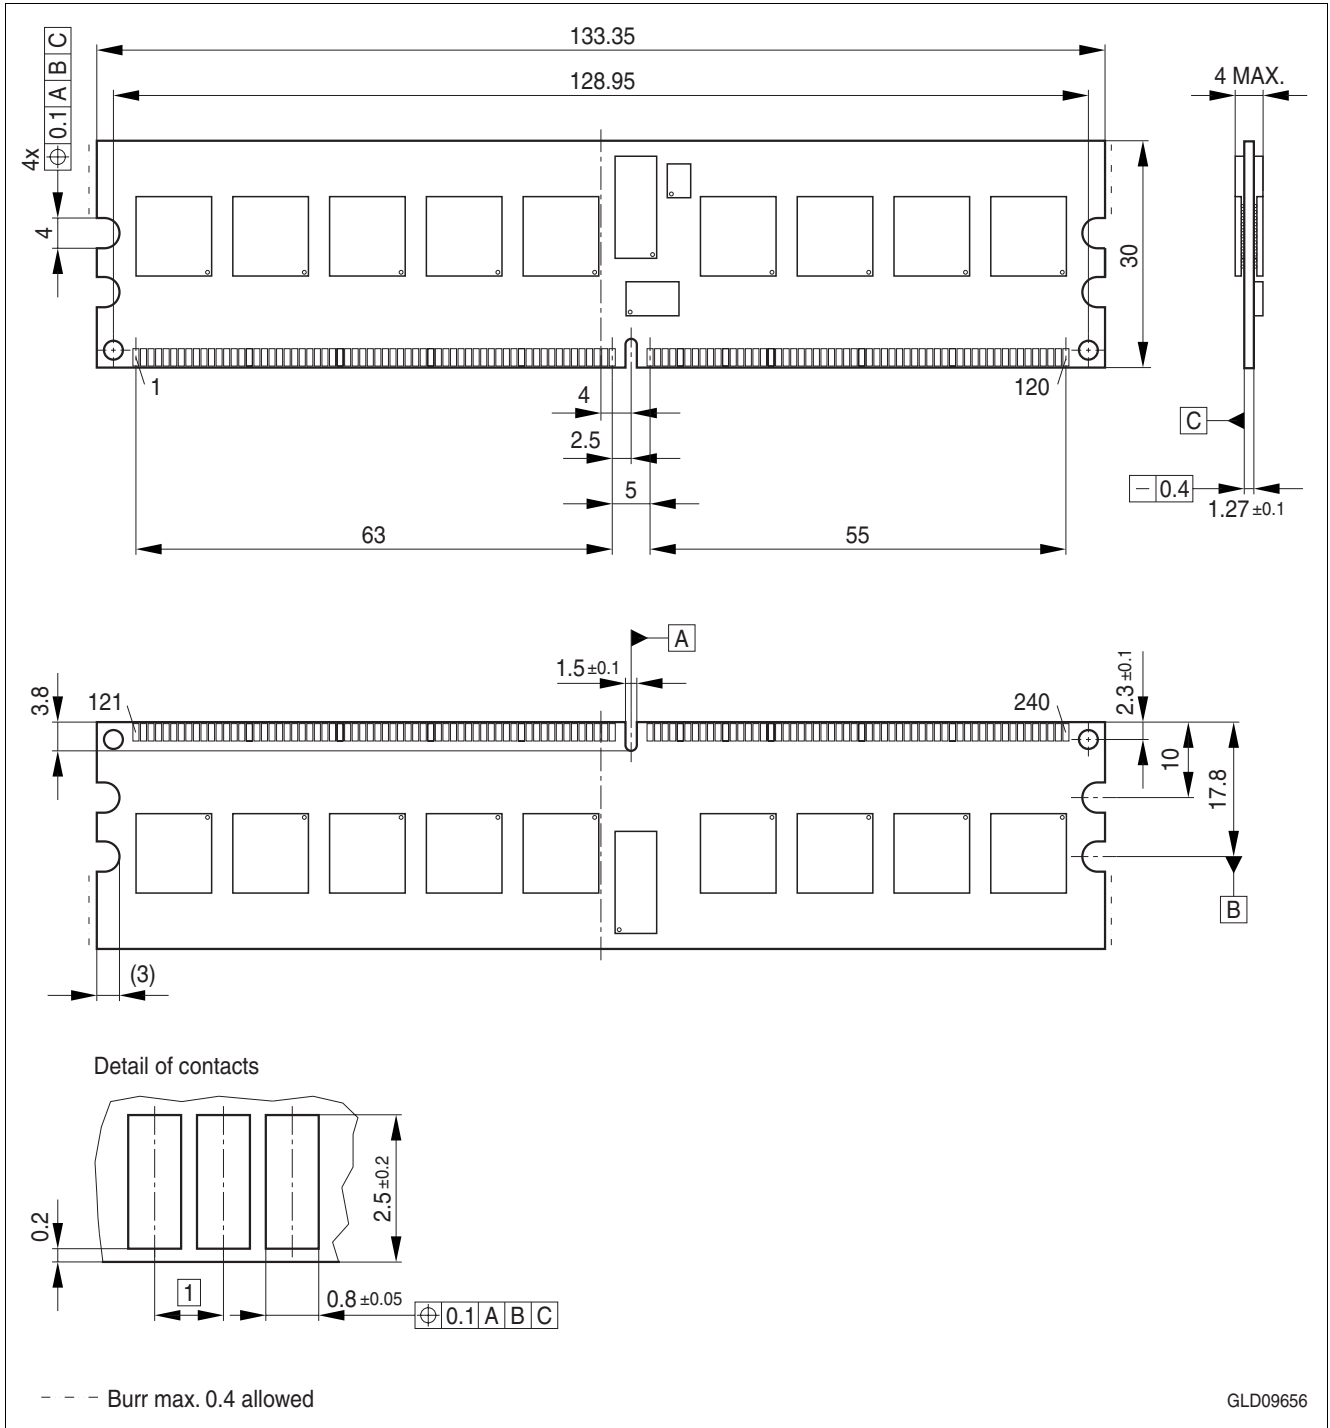 133.35
128.95
4x ⌖ 0.1 A B C
4 MAX.
4
30
1
120
4
2.5
5
63
55
C
⏤ 0.4
1.27 ±0.1
A
1.5 ±0.1
3.8
121
240
2.3 ±0.1
10
17.8
B
(3)
Detail of contacts
0.2
2.5 ±0.2
1
0.8 ±0.05
⌖ 0.1 A B C
- - - Burr max. 0.4 allowed
GLD09656